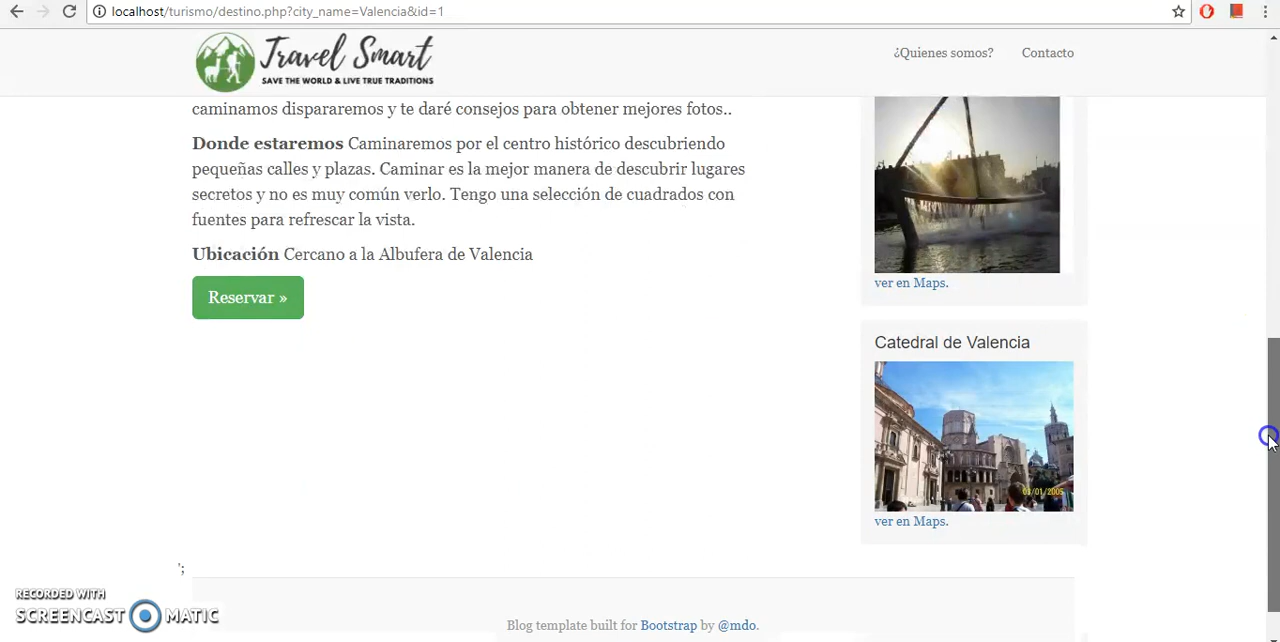 localhost/turismo/destino.php?city_name=Valencia&id=1
Travel Smart
SAVE THE WORLD & LIVE TRUE TRADITIONS
¿Quienes somos? Contacto
caminamos dispararemos y te daré consejos para obtener mejores fotos..
Donde estaremos Caminaremos por el centro histórico descubriendo
pequeñas calles y plazas. Caminar es la mejor manera de descubrir lugares
secretos y no es muy común verlo. Tengo una selección de cuadrados con
fuentes para refrescar la vista.
Ubicación Cercano a la Albufera de Valencia
Reservar »
ver en Maps.
Catedral de Valencia
03/01/2005
ver en Maps.
';
Blog template built for Bootstrap by @mdo.
RECORDED WITH
SCREENCAST MATIC